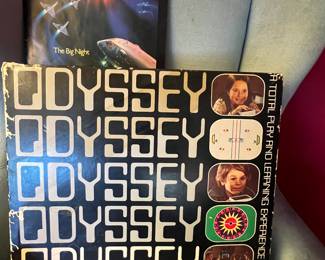 The Big Night
ODYSSEY
ODYSSEY
ODYSSEY
ODYSSEY
ODYSSEY
A TOTAL PLAY AND LEARNING EXPERIENCE